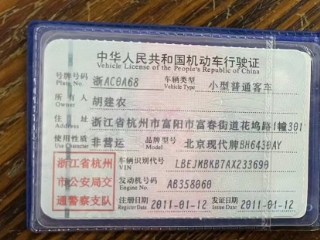 中华人民共和国机动车行驶证
Vehicle License of the People's Republic of China
号牌号码 浙AC0A68 车辆类型 小型普通客车
Plate No. Vehicle Type
所有人 胡建农
Owner
住址 浙江省杭州市富阳市富春街道花坞路1幢301
Address
使用性质 非营运 品牌型号 北京现代牌BH6430AY
Use Character Model
浙江省杭州市公安局交通警察支队
车辆识别代号 LBEJMBKB7AX233690
VIN
发动机号码 AB358060
Engine No.
注册日期 2011-01-12 发证日期 2011-01-12
Register Date Issue Date